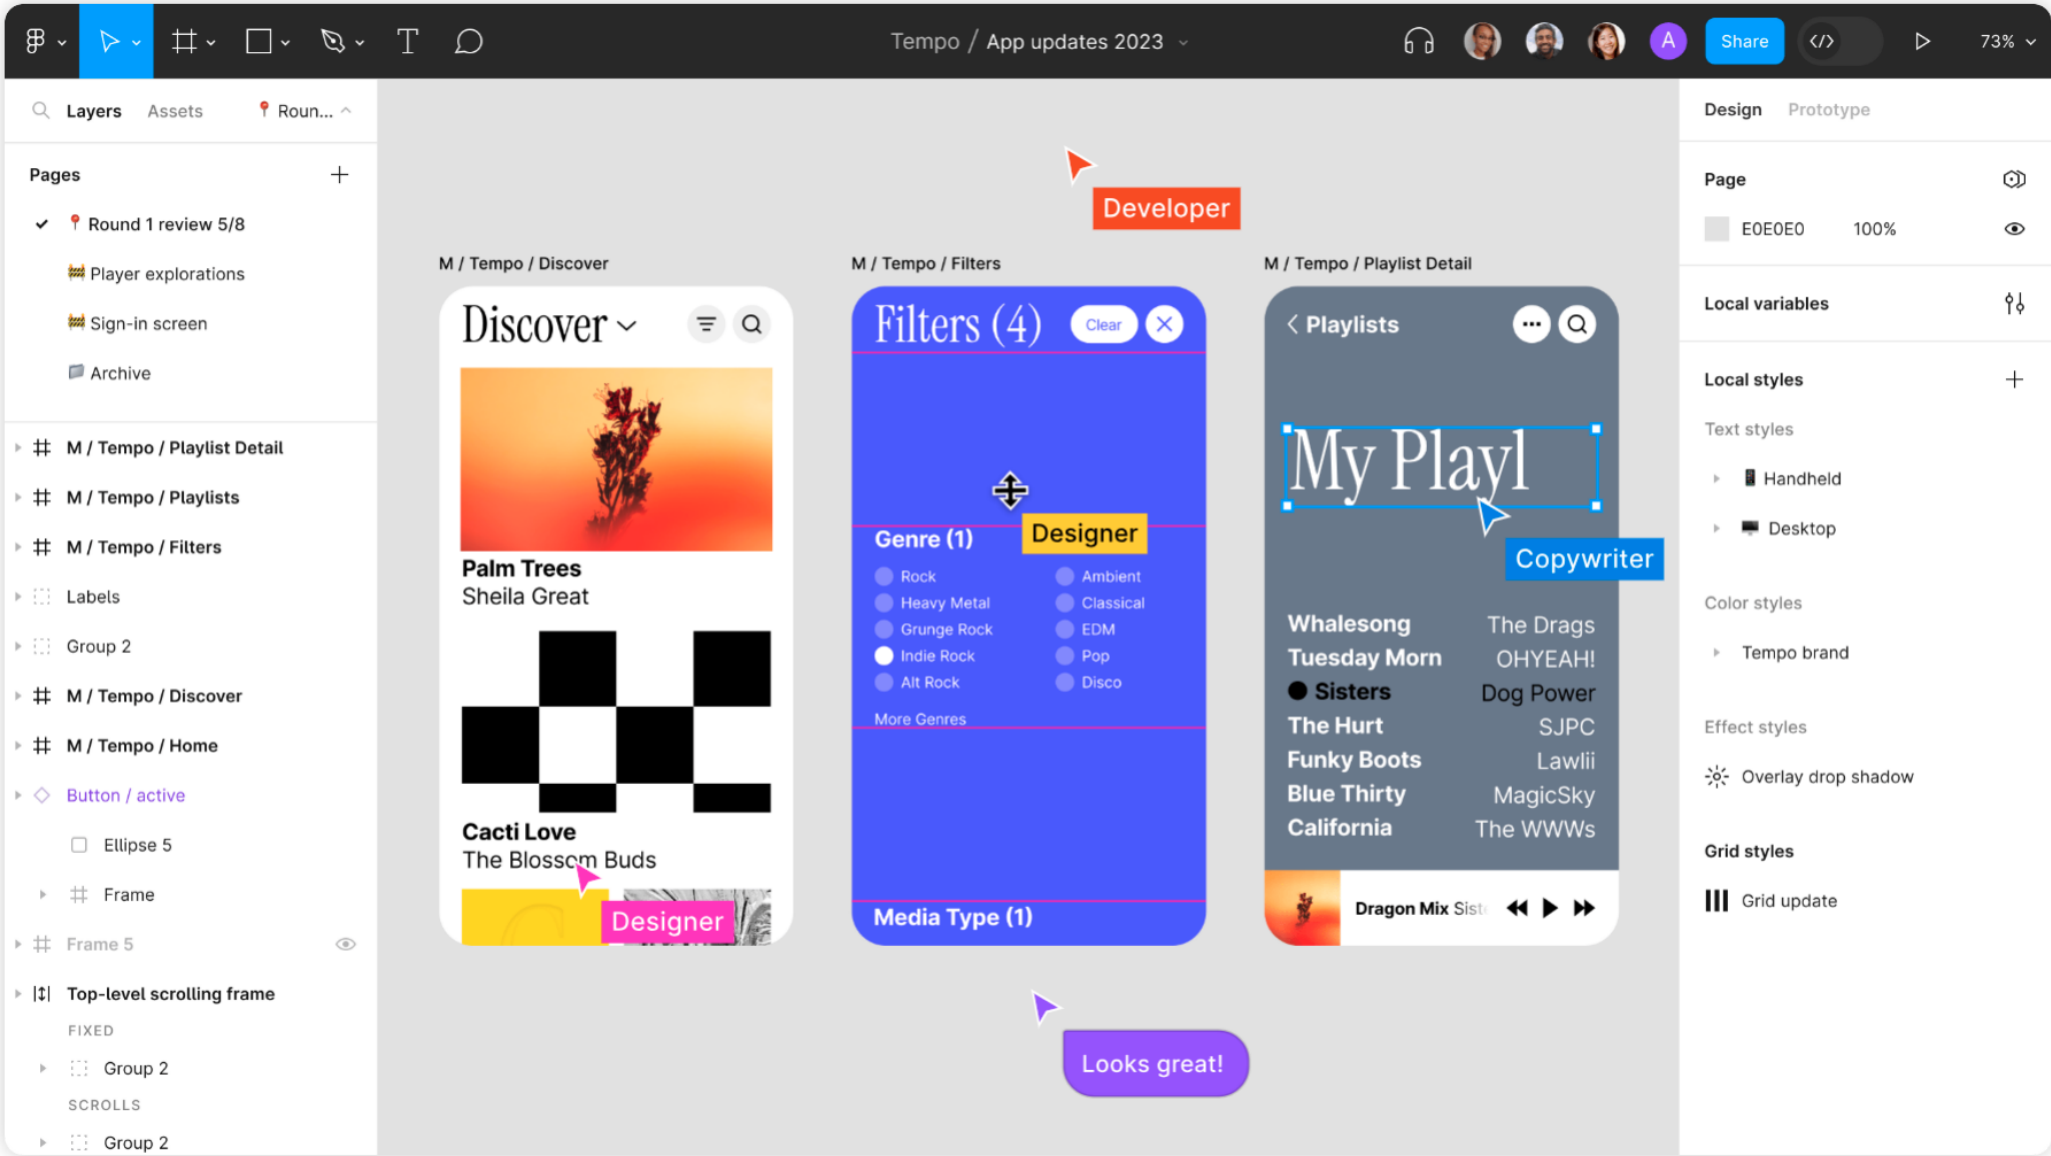 Tempo / App updates 2023
A
Share
</>
73%
Layers
Assets
Roun...
Pages
Round 1 review 5/8
Player explorations
Sign-in screen
Archive
M / Tempo / Playlist Detail
M / Tempo / Playlists
M / Tempo / Filters
Labels
Group 2
M / Tempo / Discover
M / Tempo / Home
Button / active
Ellipse 5
Frame
Frame 5
Top-level scrolling frame
FIXED
Group 2
SCROLLS
Group 2
Developer
M / Tempo / Discover
Discover
Palm Trees
Sheila Great
Cacti Love
The Blossom Buds
Designer
M / Tempo / Filters
Filters (4)
Clear
Designer
Genre (1)
Rock
Ambient
Heavy Metal
Classical
Grunge Rock
EDM
Indie Rock
Pop
Alt Rock
Disco
More Genres
Media Type (1)
Looks great!
M / Tempo / Playlist Detail
Playlists
My Playl
Copywriter
Whalesong The Drags
Tuesday Morn OHYEAH!
Sisters Dog Power
The Hurt SJPC
Funky Boots Lawlii
Blue Thirty MagicSky
California The WWWs
Dragon Mix Sist
Design
Prototype
Page
E0E0E0 100%
Local variables
Local styles
Text styles
Handheld
Desktop
Color styles
Tempo brand
Effect styles
Overlay drop shadow
Grid styles
Grid update